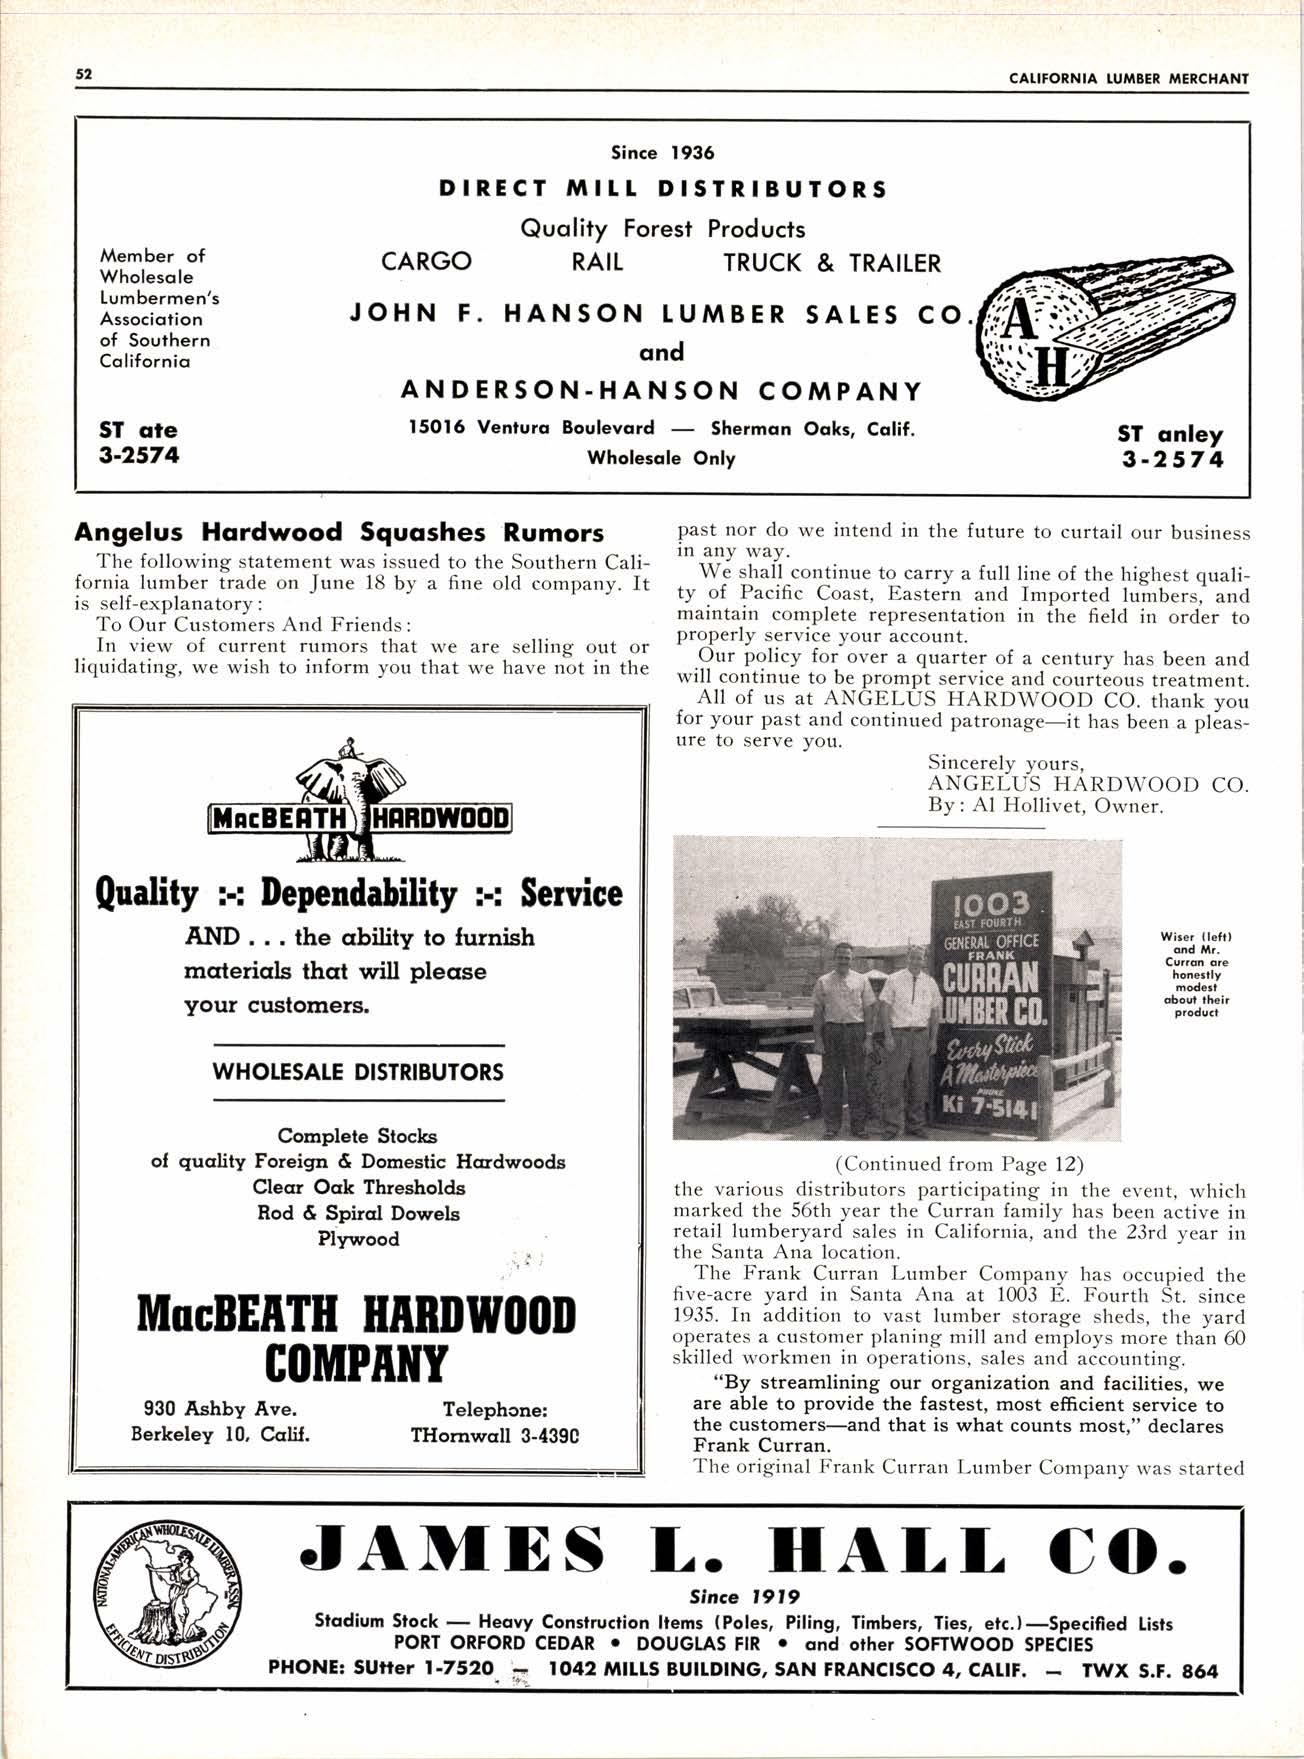 52
CALIFORNIA LUMBER MERCHANT
Since 1936
DIRECT MILL DISTRIBUTORS
Quality Forest Products
CARGO RAIL TRUCK & TRAILER
JOHN F. HANSON LUMBER SALES CO.
and
ANDERSON-HANSON COMPANY
15016 Ventura Boulevard — Sherman Oaks, Calif.
Wholesale Only
Member of
Wholesale
Lumbermen's
Association
of Southern
California
ST ate
3-2574
A
H
ST anley
3-2574
Angelus Hardwood Squashes Rumors
The following statement was issued to the Southern Cali-
fornia lumber trade on June 18 by a fine old company. It
is self-explanatory:
To Our Customers And Friends:
In view of current rumors that we are selling out or
liquidating, we wish to inform you that we have not in the
past nor do we intend in the future to curtail our business
in any way.
We shall continue to carry a full line of the highest quali-
ty of Pacific Coast, Eastern and Imported lumbers, and
maintain complete representation in the field in order to
properly service your account.
Our policy for over a quarter of a century has been and
will continue to be prompt service and courteous treatment.
All of us at ANGELUS HARDWOOD CO. thank you
for your past and continued patronage—it has been a pleas-
ure to serve you.
Sincerely yours,
ANGELUS HARDWOOD CO.
By: Al Hollivet, Owner.
MacBEATH HARDWOOD
Quality :-: Dependability :-: Service
AND . . . the ability to furnish
materials that will please
your customers.
WHOLESALE DISTRIBUTORS
Complete Stocks
of quality Foreign & Domestic Hardwoods
Clear Oak Thresholds
Rod & Spiral Dowels
Plywood
MacBEATH HARDWOOD
COMPANY
930 Ashby Ave.
Berkeley 10, Calif.
Telephone:
THornwall 3-4390
1003
EAST FOURTH
GENERAL OFFICE
FRANK
CURRAN
LUMBER CO.
Every Stick
A Masterpiece
PHONE
Ki 7-5141
Wiser (left)
and Mr.
Curran are
honestly
modest
about their
product
(Continued from Page 12)
the various distributors participating in the event, which
marked the 56th year the Curran family has been active in
retail lumberyard sales in California, and the 23rd year in
the Santa Ana location.
The Frank Curran Lumber Company has occupied the
five-acre yard in Santa Ana at 1003 E. Fourth St. since
1935. In addition to vast lumber storage sheds, the yard
operates a customer planing mill and employs more than 60
skilled workmen in operations, sales and accounting.
"By streamlining our organization and facilities, we
are able to provide the fastest, most efficient service to
the customers—and that is what counts most," declares
Frank Curran.
The original Frank Curran Lumber Company was started
NATIONAL-AMERICAN WHOLESALE LUMBER ASSN.
EFFICIENT DISTRIBUTION
JAMES L. HALL CO.
Since 1919
Stadium Stock — Heavy Construction Items (Poles, Piling, Timbers, Ties, etc.)—Specified Lists
PORT ORFORD CEDAR • DOUGLAS FIR • and other SOFTWOOD SPECIES
PHONE: SUtter 1-7520 — 1042 MILLS BUILDING, SAN FRANCISCO 4, CALIF. — TWX S.F. 864